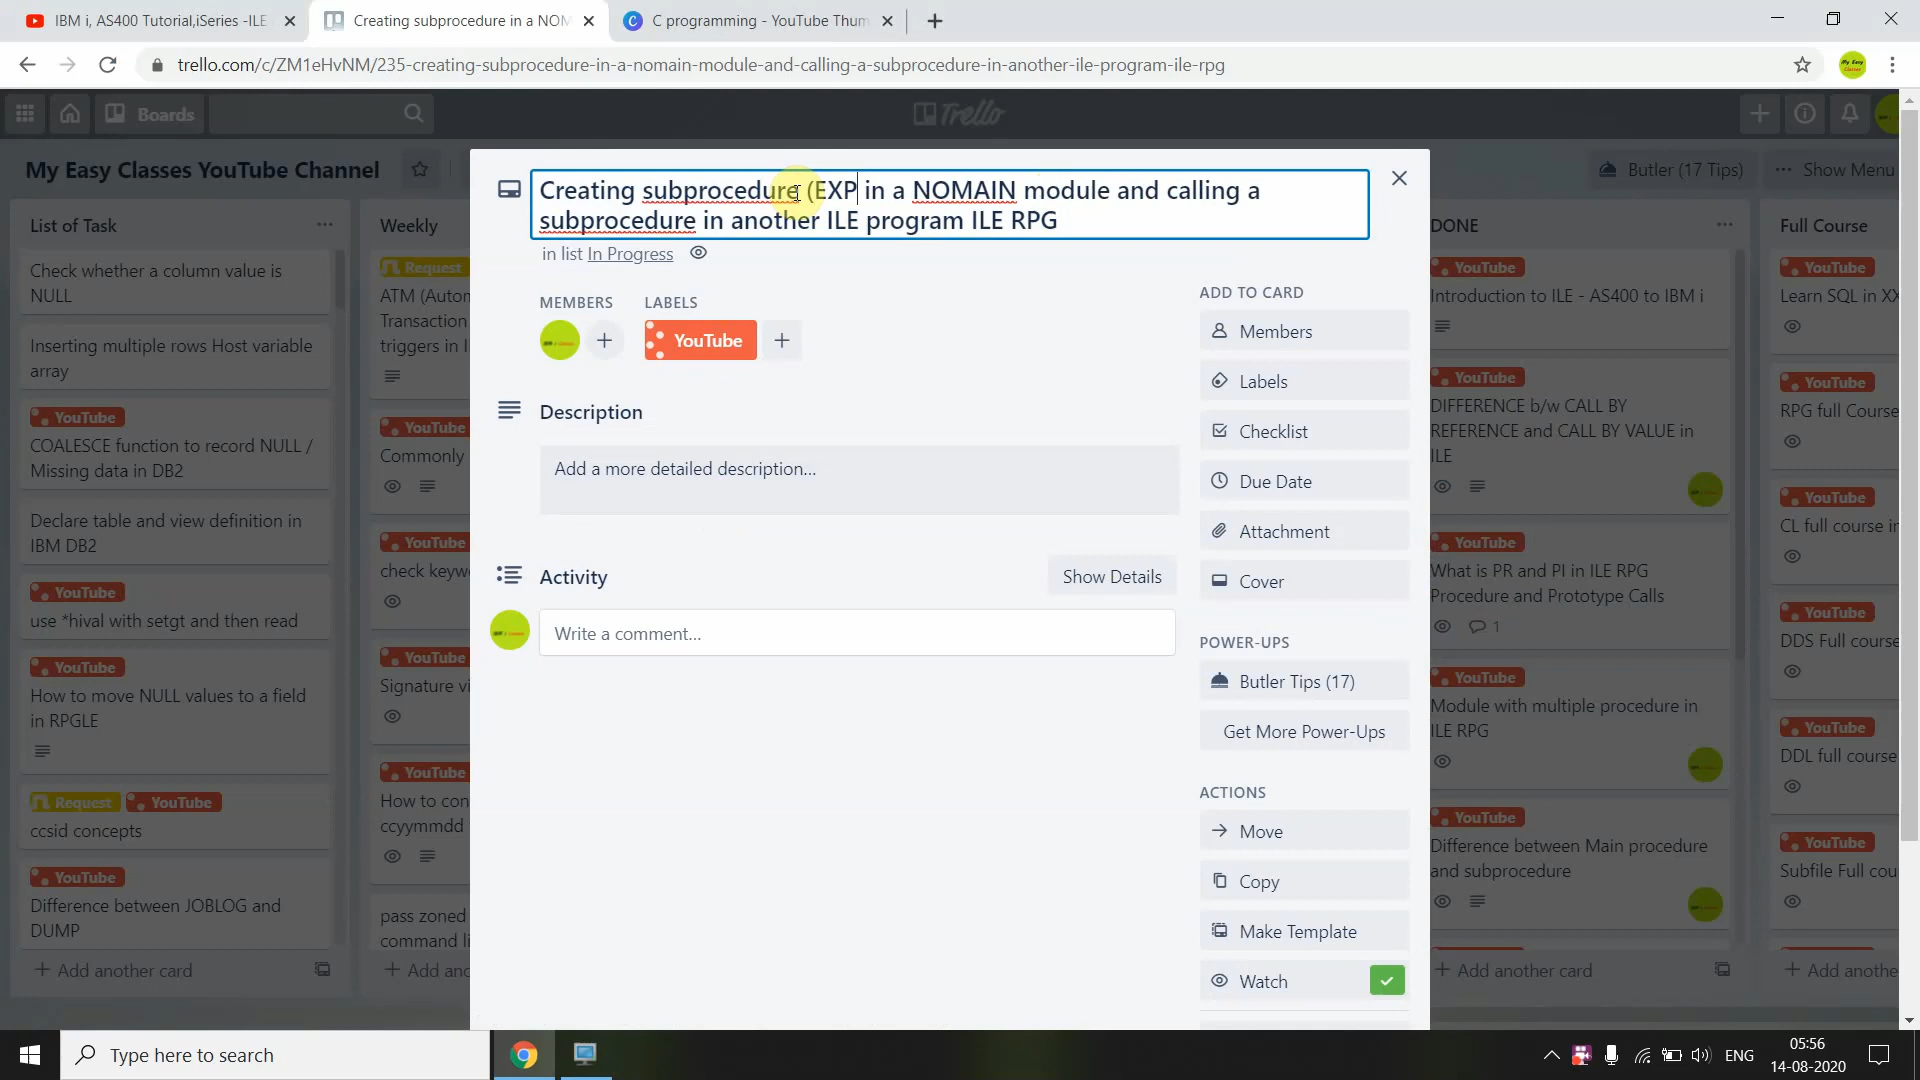 IBM i, AS400 Tutorial,iSeries -ILE
Creating subprocedure in a NOM
C programming - YouTube Thum
trello.com/c/ZM1eHvNM/235-creating-subprocedure-in-a-nomain-module-and-calling-a-subprocedure-in-another-ile-program-ile-rpg
Boards
Trello
My Easy Classes YouTube Channel
Butler (17 Tips)
Show Menu
List of Task
Check whether a column value is
NULL
Inserting multiple rows Host variable
array
YouTube
COALESCE function to record NULL /
Missing data in DB2
Declare table and view definition in
IBM DB2
YouTube
use *hival with setgt and then read
YouTube
How to move NULL values to a field
in RPGLE
Request YouTube
ccsid concepts
YouTube
Difference between JOBLOG and
DUMP
+ Add another card
Weekly
Request
ATM (Auton
Transaction
triggers in I
YouTube
Commonly
YouTube
check keyw
YouTube
Signature vi
YouTube
How to con
ccyymmdd
pass zoned
command li
+ Add ano
Creating subprocedure (EXP in a NOMAIN module and calling a
subprocedure in another ILE program ILE RPG
in list In Progress
MEMBERS
LABELS
YouTube
Description
Add a more detailed description...
Activity
Show Details
Write a comment...
ADD TO CARD
Members
Labels
Checklist
Due Date
Attachment
Cover
POWER-UPS
Butler Tips (17)
Get More Power-Ups
ACTIONS
Move
Copy
Make Template
Watch
DONE
YouTube
Introduction to ILE - AS400 to IBM i
YouTube
DIFFERENCE b/w CALL BY
REFERENCE and CALL BY VALUE in
ILE
YouTube
What is PR and PI in ILE RPG
Procedure and Prototype Calls
1
YouTube
Module with multiple procedure in
ILE RPG
YouTube
Difference between Main procedure
and subprocedure
+ Add another card
Full Course
YouTube
Learn SQL in XX
YouTube
RPG full Course
YouTube
CL full course in
YouTube
DDS Full course
YouTube
DDL full course
YouTube
Subfile Full cou
+ Add anothe
Type here to search
ENG
05:56
14-08-2020